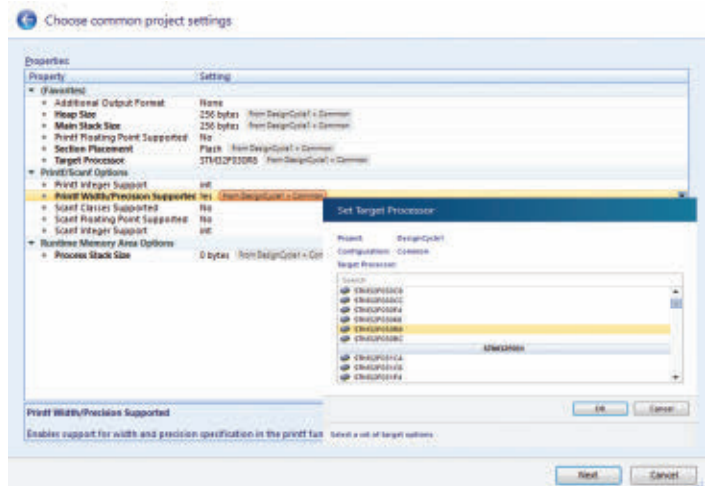 Choose common project settings
Properties:
Property Setting
(Favorites)
Additional Output Format None
Heap Size 256 bytes from DesignCycle1 > Common
Main Stack Size 256 bytes from DesignCycle1 > Common
Printf Floating Point Supported No
Section Placement Flash from DesignCycle1 > Common
Target Processor STM32F030R8 from DesignCycle1 > Common
Printf/Scanf Options
Printf Integer Support int
Printf Width/Precision Supported Yes from DesignCycle1 > Common
Scanf Classes Supported No
Scanf Floating Point Supported No
Scanf Integer Support int
Runtime Memory Area Options
Process Stack Size 0 bytes from DesignCycle1 > Com
Printf Width/Precision Supported
Enables support for width and precision specification in the printf fun
Set Target Processor
Project: DesignCycle1
Configuration: Common
Target Processor:
Search
STM32F030R8
OK Cancel
Select a set of target options
Next Cancel